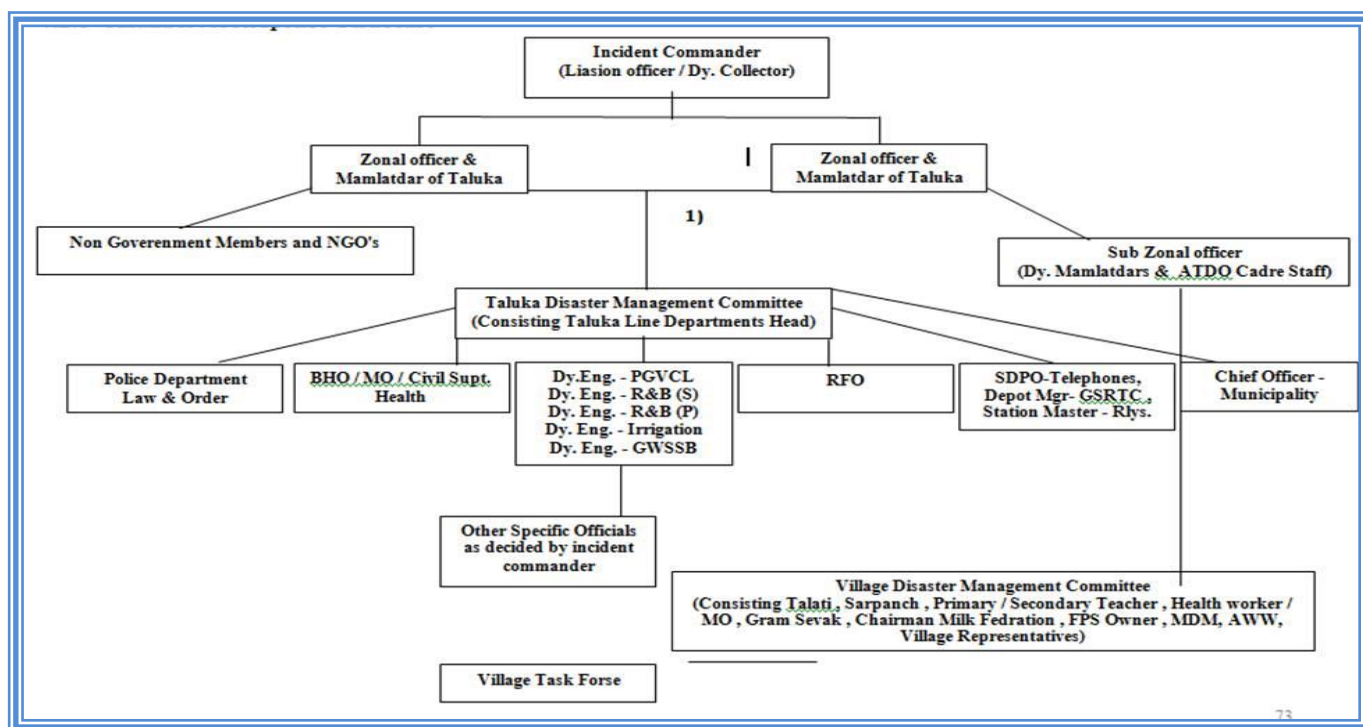 Incident Commander
(Liasion officer / Dy. Collector)
Zonal officer &
Mamlatdar of Taluka
Zonal officer &
Mamlatdar of Taluka
1)
Non Goverenment Members and NGO's
Sub Zonal officer
(Dy. Mamlatdars & ATDO Cadre Staff)
Taluka Disaster Management Committee
(Consisting Taluka Line Departments Head)
Police Department
Law & Order
BHO / MO / Civil Supt.
Health
Dy.Eng. - PGVCL
Dy. Eng. - R&B (S)
Dy. Eng. - R&B (P)
Dy. Eng. - Irrigation
Dy. Eng. - GWSSB
RFO
SDPO-Telephones,
Depot Mgr- GSRTC ,
Station Master - Rlys.
Chief Officer -
Municipality
Other Specific Officials
as decided by incident
commander
Village Disaster Management Committee
(Consisting Talati , Sarpanch , Primary / Secondary Teacher , Health worker /
MO , Gram Sevak , Chairman Milk Fedration , FPS Owner , MDM, AWW,
Village Representatives)
Village Task Forse
73